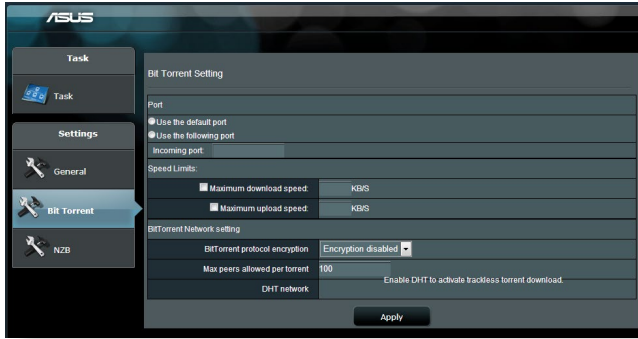 ASUS
Task
Task
Settings
General
Bit Torrent
NZB
Bit Torrent Setting
Port
Use the default port
Use the following port
Incoming port:
Speed Limits:
Maximum download speed: KB/S
Maximum upload speed: KB/S
BitTorrent Network setting
BitTorrent protocol encryption Encryption disabled
Max peers allowed per torrent 100
Enable DHT to activate trackless torrent download.
DHT network
Apply